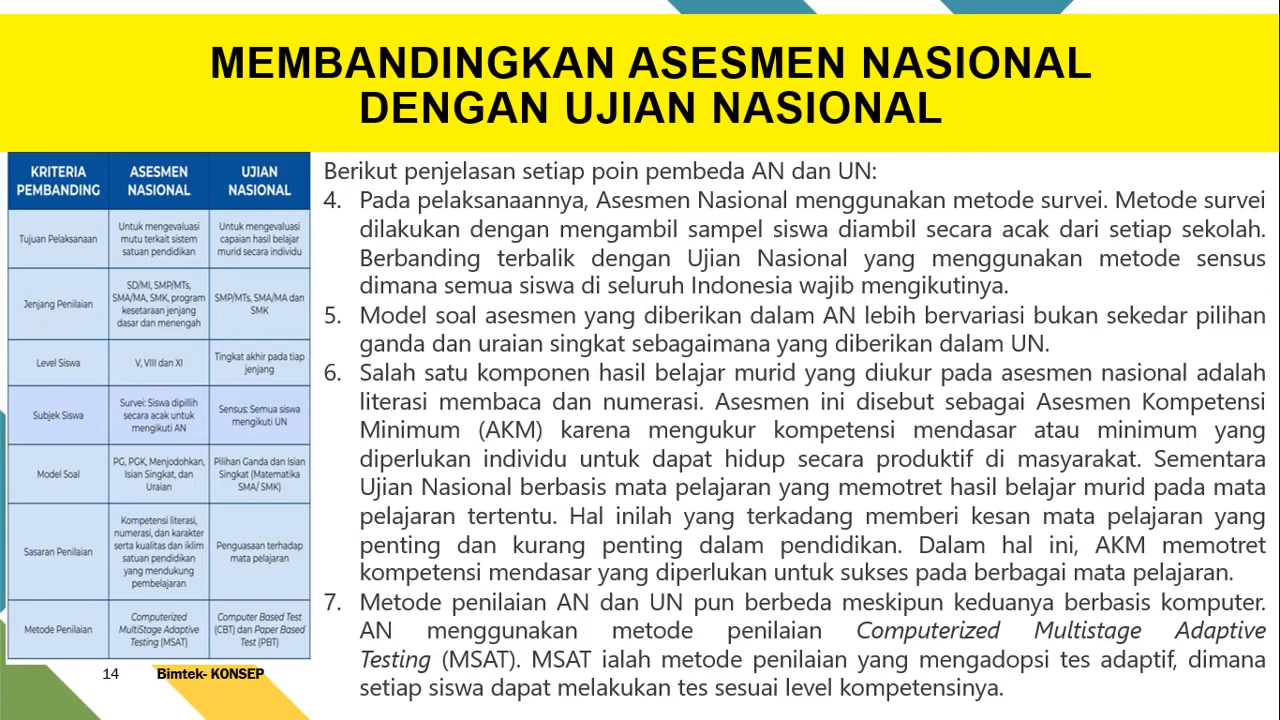 MEMBANDINGKAN ASESMEN NASIONAL
DENGAN UJIAN NASIONAL
KRITERIA
PEMBANDING
ASESMEN
NASIONAL
UJIAN
NASIONAL
Tujuan Pelaksanaan
Untuk mengevaluasi
mutu terkait sistem
satuan pendidikan
Untuk mengevaluasi
capaian hasil belajar
murid secara individu
Jenjang Penilaian
SD/MI, SMP/MTs,
SMA/MA, SMK, program
kesetaraan jenjang
dasar dan menengah
SMP/MTs, SMA/MA dan
SMK
Level Siswa
V, VIII dan XI
Tingkat akhir pada tiap
jenjang
Subjek Siswa
Survei: Siswa dipillih
secara acak untuk
mengikuti AN
Sensus: Semua siswa
mengikuti UN
Model Soal
PG, PGK, Menjodohkan,
Isian Singkat, dan
Uraian
Pilihan Ganda dan Isian
Singkat (Matematika
SMA/ SMK)
Sasaran Penilaian
Kompetensi literasi,
numerasi, dan karakter
serta kualitas dan iklim
satuan pendidikan
yang mendukung
pembelajaran
Penguasaan terhadap
mata pelajaran
Metode Penilaian
Computerized
MultiStage Adaptive
Testing (MSAT)
Computer Based Test
(CBT) dan Paper Based
Test (PBT)
Berikut penjelasan setiap poin pembeda AN dan UN:
4. Pada pelaksanaannya, Asesmen Nasional menggunakan metode survei. Metode survei
dilakukan dengan mengambil sampel siswa diambil secara acak dari setiap sekolah.
Berbanding terbalik dengan Ujian Nasional yang menggunakan metode sensus
dimana semua siswa di seluruh Indonesia wajib mengikutinya.
5. Model soal asesmen yang diberikan dalam AN lebih bervariasi bukan sekedar pilihan
ganda dan uraian singkat sebagaimana yang diberikan dalam UN.
6. Salah satu komponen hasil belajar murid yang diukur pada asesmen nasional adalah
literasi membaca dan numerasi. Asesmen ini disebut sebagai Asesmen Kompetensi
Minimum (AKM) karena mengukur kompetensi mendasar atau minimum yang
diperlukan individu untuk dapat hidup secara produktif di masyarakat. Sementara
Ujian Nasional berbasis mata pelajaran yang memotret hasil belajar murid pada mata
pelajaran tertentu. Hal inilah yang terkadang memberi kesan mata pelajaran yang
penting dan kurang penting dalam pendidikan. Dalam hal ini, AKM memotret
kompetensi mendasar yang diperlukan untuk sukses pada berbagai mata pelajaran.
7. Metode penilaian AN dan UN pun berbeda meskipun keduanya berbasis komputer.
AN menggunakan metode penilaian Computerized Multistage Adaptive
Testing (MSAT). MSAT ialah metode penilaian yang mengadopsi tes adaptif, dimana
setiap siswa dapat melakukan tes sesuai level kompetensinya.
14
Bimtek- KONSEP